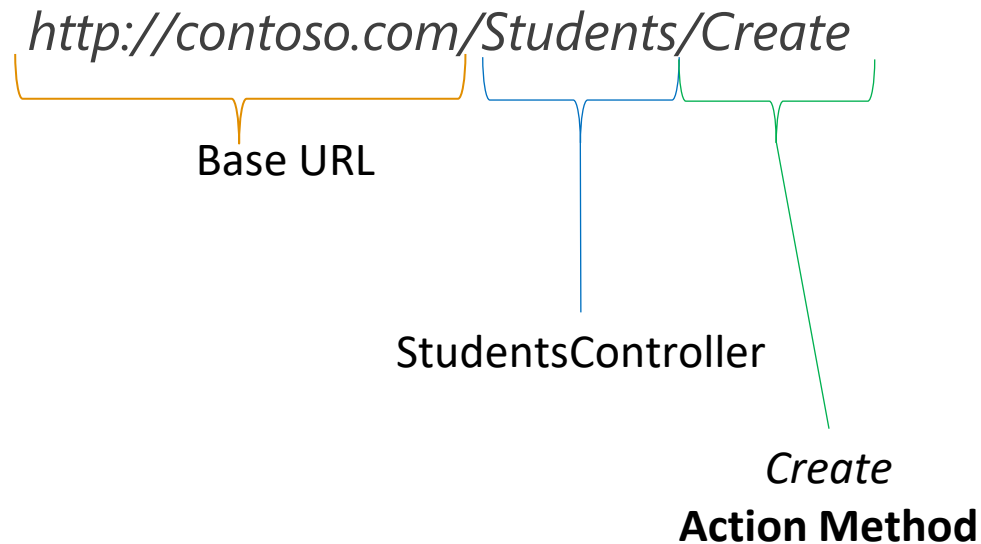 http://contoso.com/Students/Create
Base URL
StudentsController
Create
Action Method